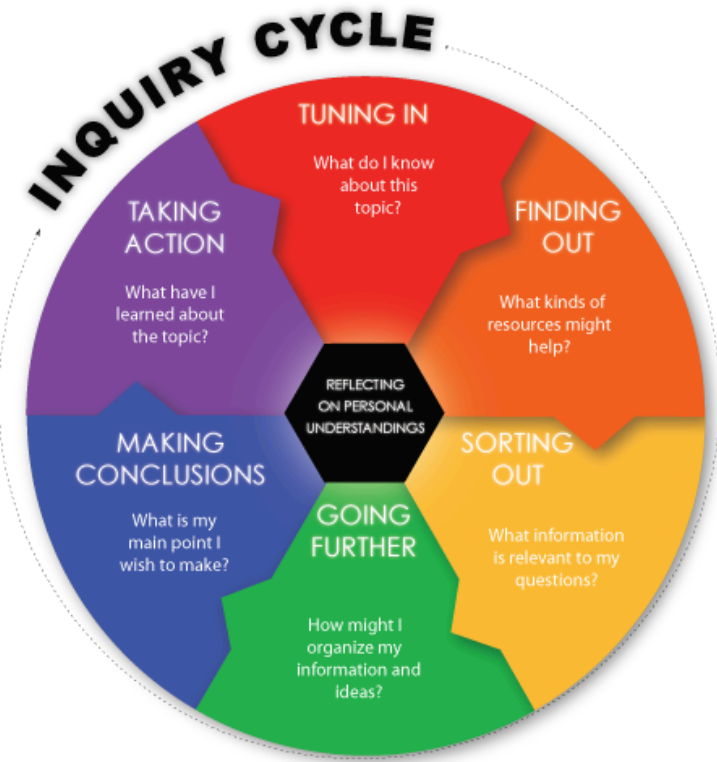 INQUIRY CYCLE
TUNING IN
What do I know
about this
topic?
FINDING
OUT
What kinds of
resources might
help?
SORTING
OUT
What information
is relevant to my
questions?
GOING
FURTHER
How might I
organize my
information and
ideas?
MAKING
CONCLUSIONS
What is my
main point I
wish to make?
TAKING
ACTION
What have I
learned about
the topic?
REFLECTING
ON PERSONAL
UNDERSTANDINGS